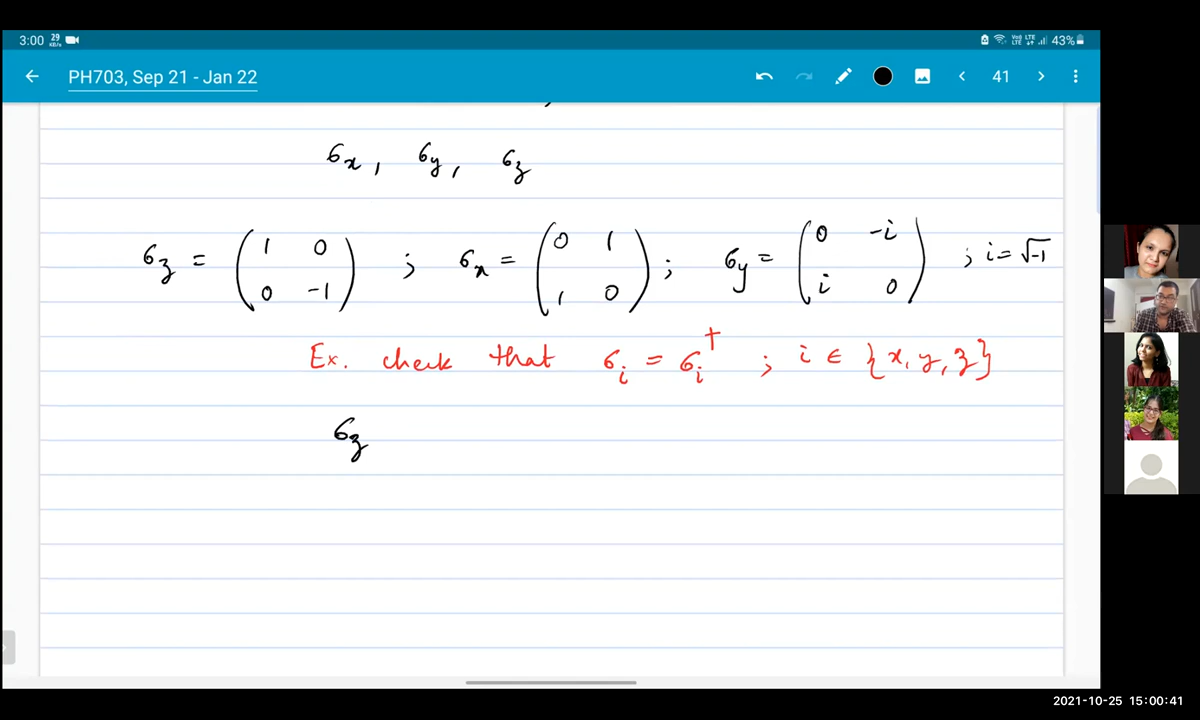 3:00 29 KB/s 43%
PH703, Sep 21 - Jan 22 41
σx, σy, σz
σz = (1 0 0 -1) ; σx = (0 1 1 0) ; σy = (0 -i i 0) ; i = √-1
Ex. check that σi = σi† ; i ∈ {x, y, z}
σz
2021-10-25 15:00:41